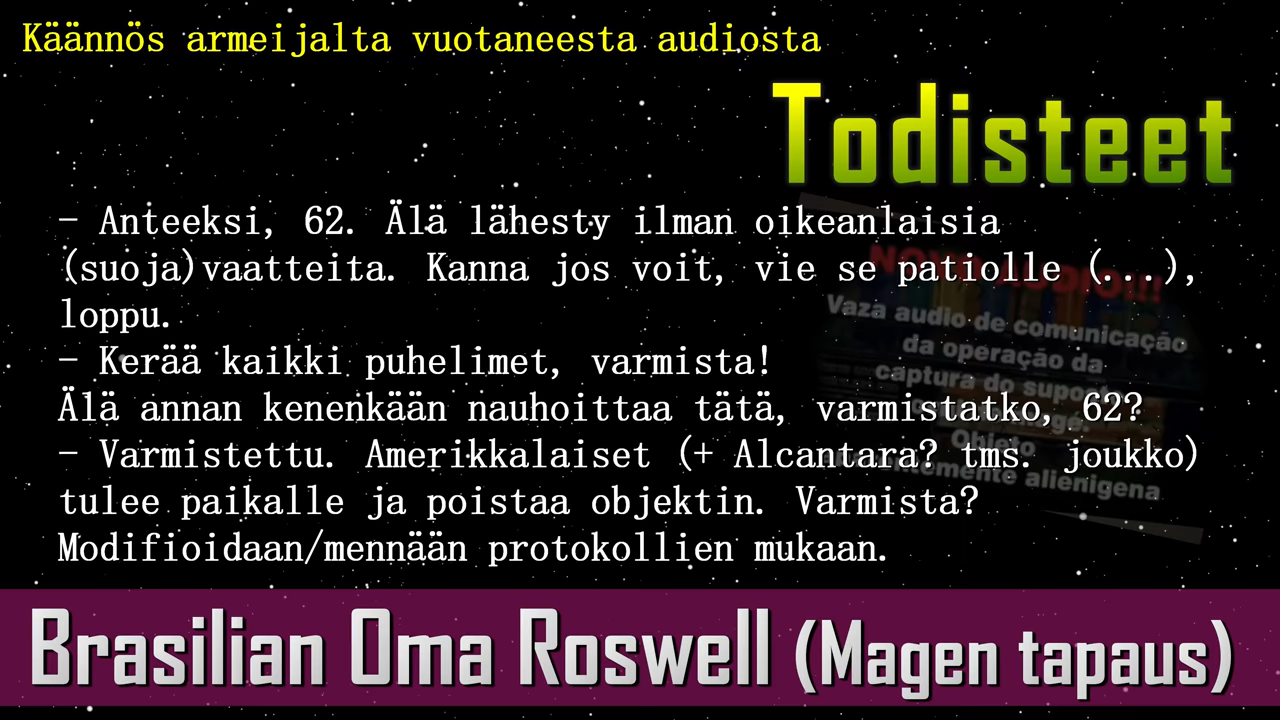 Käännös armeijalta vuotaneesta audiosta
Todisteet
- Anteeksi, 62. Älä lähesty ilman oikeanlaisia
(suoja)vaatteita. Kanna jos voit, vie se patiolle (...),
loppu.
- Kerää kaikki puhelimet, varmista!
Älä annan kenenkään nauhoittaa tätä, varmistatko, 62?
- Varmistettu. Amerikkalaiset (+ Alcantara? tms. joukko)
tulee paikalle ja poistaa objektin. Varmista?
Modifioidaan/mennään protokollien mukaan.
Vaza audio de comunicação
da operação da
captura do suposto
Objeto
alienígena
Brasilian Oma Roswell (Magen tapaus)